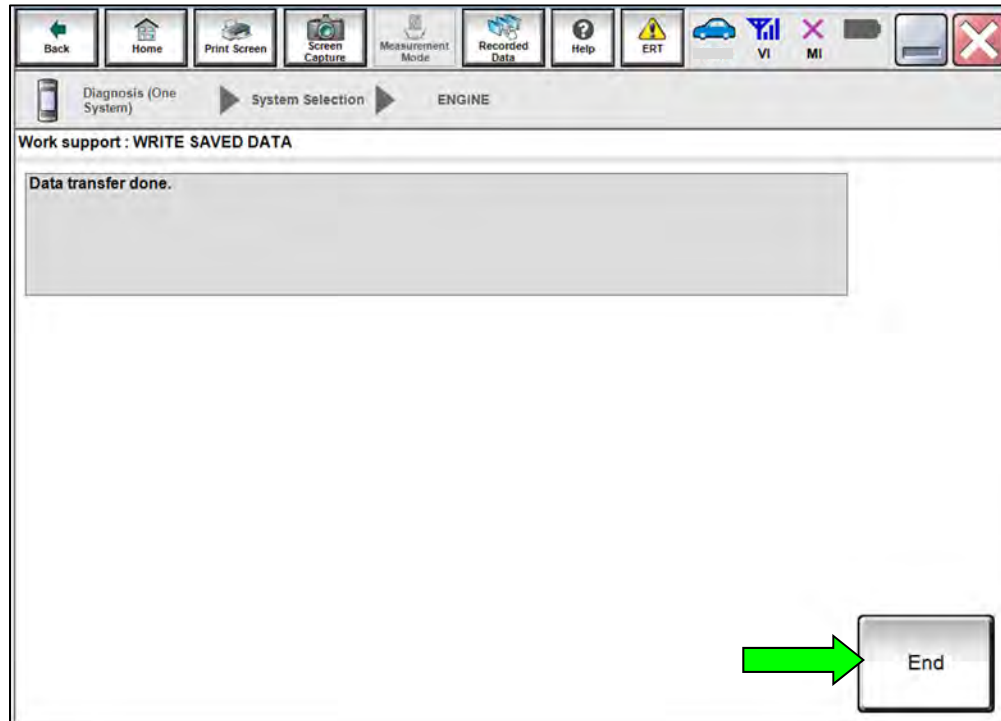 Back
Home
Print Screen
Screen
Capture
Measurement
Mode
Recorded
Data
Help
ERT
VI
MI
Diagnosis (One
System)
System Selection
ENGINE
Work support : WRITE SAVED DATA
Data transfer done.
End